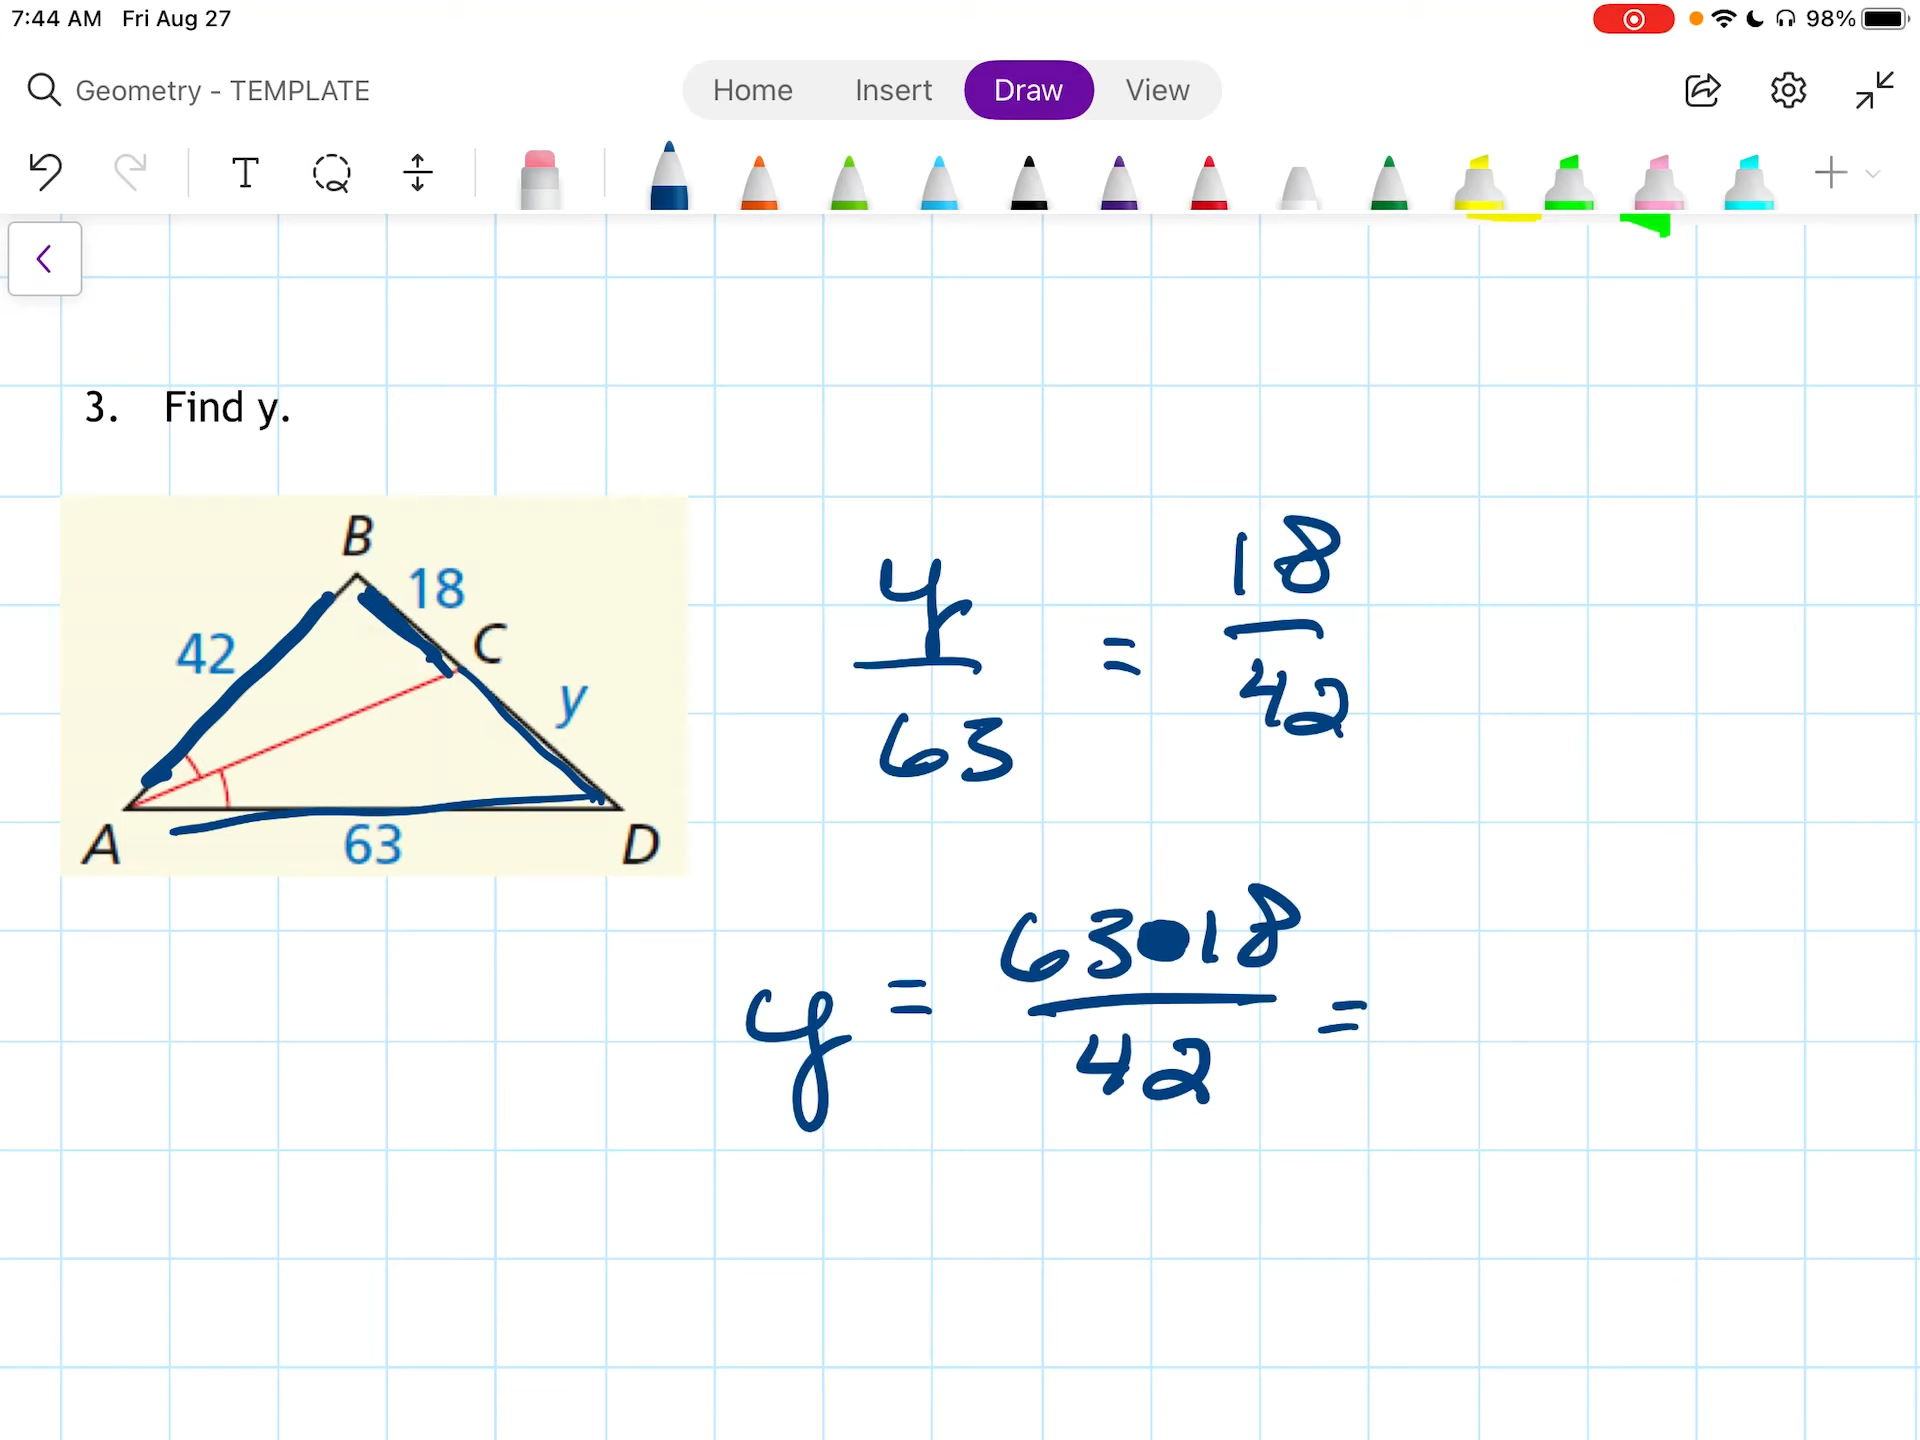 7:44 AM Fri Aug 27
98%
Geometry - TEMPLATE
Home Insert Draw View
T
3. Find y.
B
18
42
C
y
A
63
D
y/63 = 18/42
y = 63•18/42 =